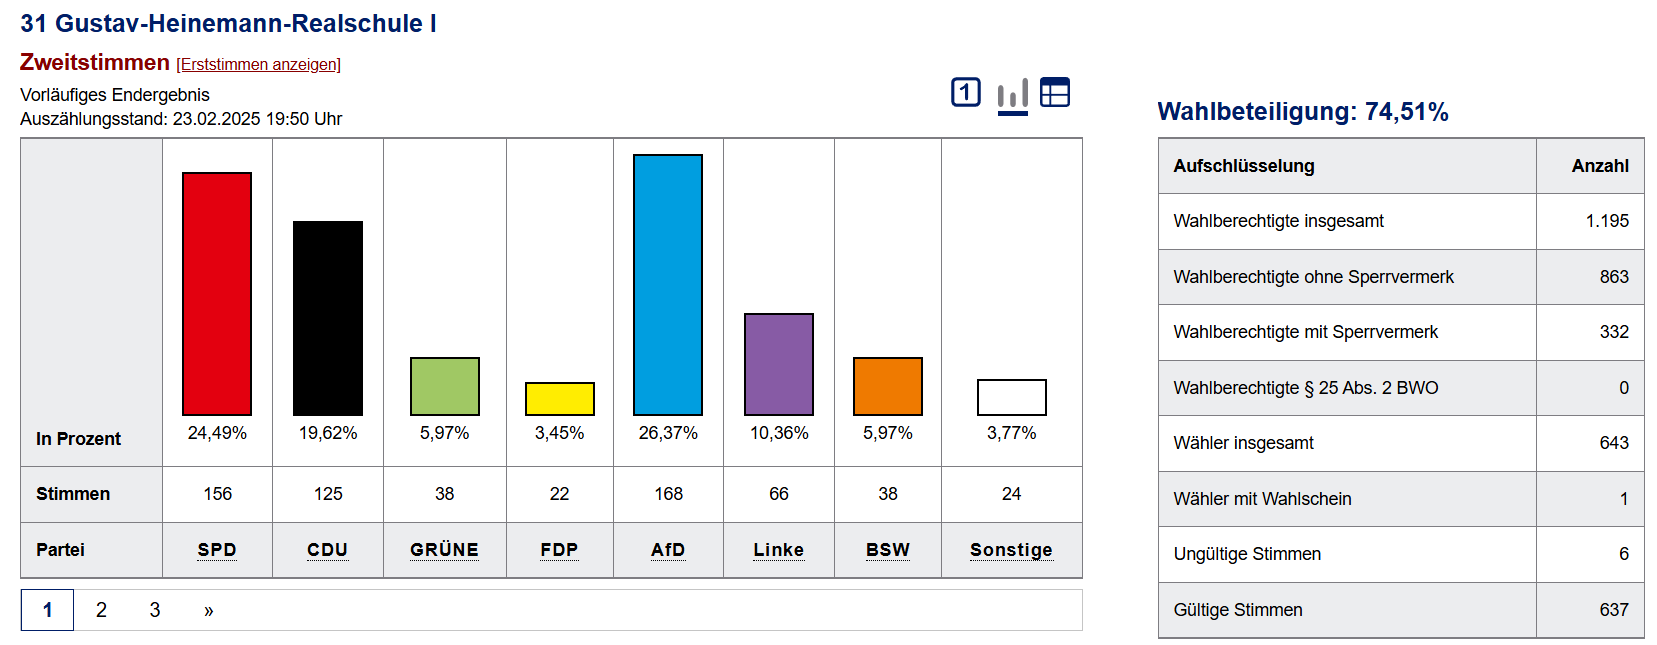 31 Gustav-Heinemann-Realschule I
Zweitstimmen [Erststimmen anzeigen]
Vorläufiges Endergebnis
Auszählungsstand: 23.02.2025 19:50 Uhr
1
In Prozent 24,49% 19,62% 5,97% 3,45% 26,37% 10,36% 5,97% 3,77%
Stimmen 156 125 38 22 168 66 38 24
Partei SPD CDU GRÜNE FDP AfD Linke BSW Sonstige
1 2 3 »
Wahlbeteiligung: 74,51%
Aufschlüsselung Anzahl
Wahlberechtigte insgesamt 1.195
Wahlberechtigte ohne Sperrvermerk 863
Wahlberechtigte mit Sperrvermerk 332
Wahlberechtigte § 25 Abs. 2 BWO 0
Wähler insgesamt 643
Wähler mit Wahlschein 1
Ungültige Stimmen 6
Gültige Stimmen 637